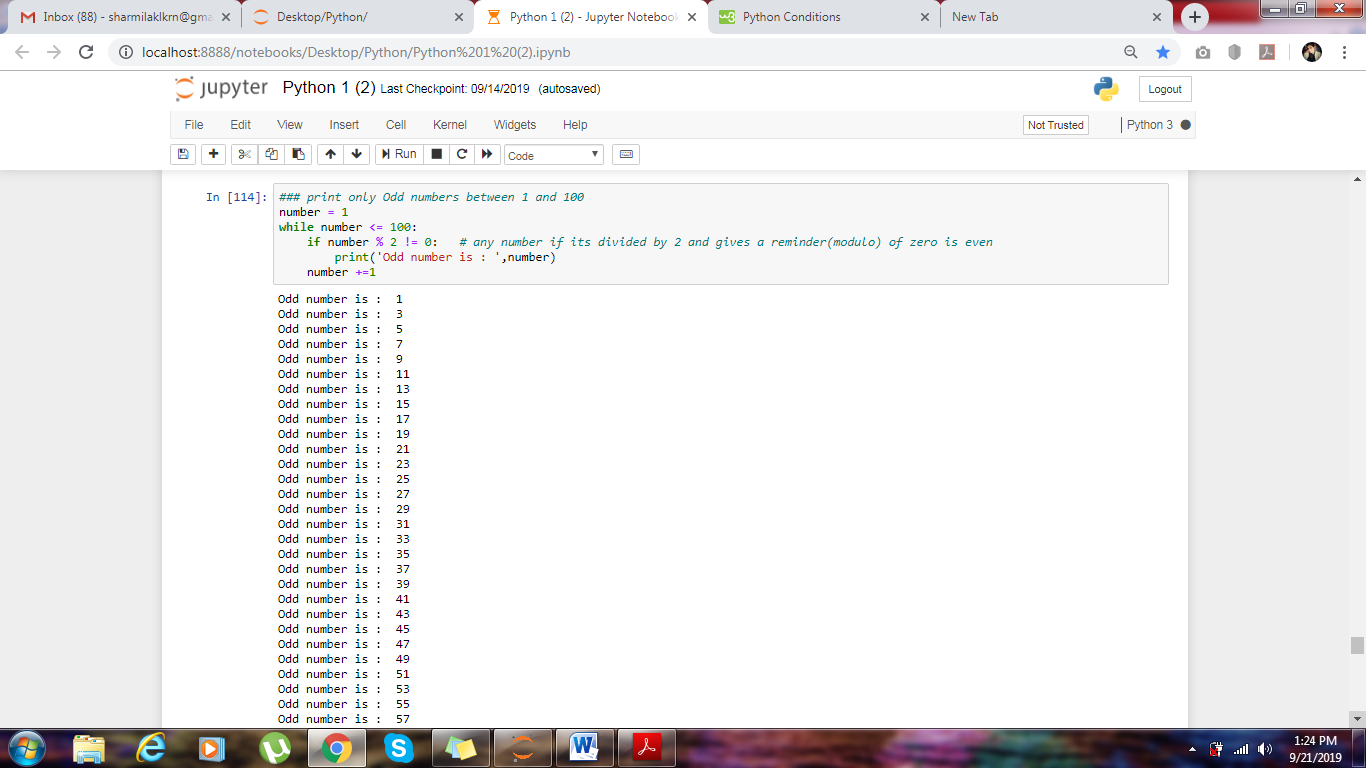 Inbox (88) - sharmilaklkrn@gma
Desktop/Python/
Python 1 (2) - Jupyter Notebook
Python Conditions
New Tab
localhost:8888/notebooks/Desktop/Python/Python%201%20(2).ipynb
jupyter Python 1 (2) Last Checkpoint: 09/14/2019 (autosaved)
Logout
File Edit View Insert Cell Kernel Widgets Help
Not Trusted
Python 3
Run
Code
In [114]: ### print only Odd numbers between 1 and 100
number = 1
while number <= 100:
    if number % 2 != 0:   # any number if its divided by 2 and gives a reminder(modulo) of zero is even
        print('Odd number is : ',number)
    number +=1
Odd number is :  1
Odd number is :  3
Odd number is :  5
Odd number is :  7
Odd number is :  9
Odd number is :  11
Odd number is :  13
Odd number is :  15
Odd number is :  17
Odd number is :  19
Odd number is :  21
Odd number is :  23
Odd number is :  25
Odd number is :  27
Odd number is :  29
Odd number is :  31
Odd number is :  33
Odd number is :  35
Odd number is :  37
Odd number is :  39
Odd number is :  41
Odd number is :  43
Odd number is :  45
Odd number is :  47
Odd number is :  49
Odd number is :  51
Odd number is :  53
Odd number is :  55
Odd number is :  57
1:24 PM
9/21/2019